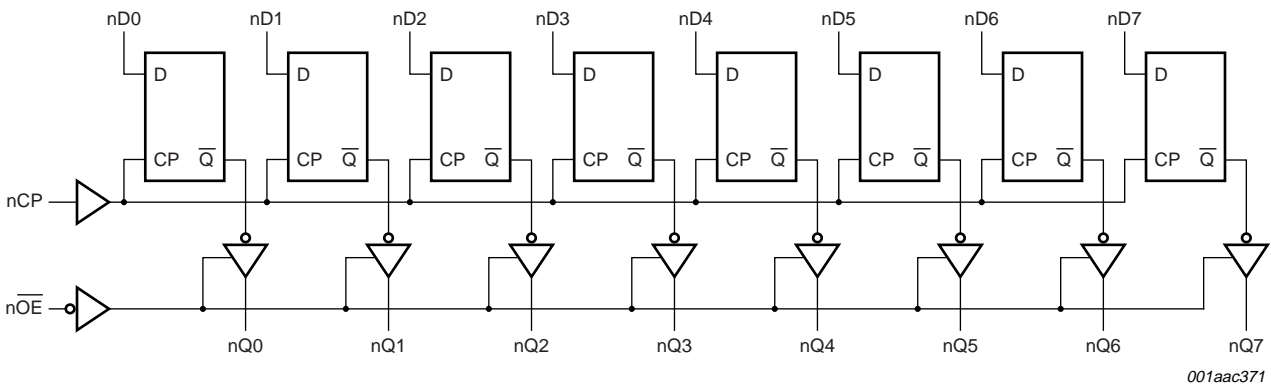 nD0 nD1 nD2 nD3 nD4 nD5 nD6 nD7
D D D D D D D D
CP Q̅ CP Q̅ CP Q̅ CP Q̅ CP Q̅ CP Q̅ CP Q̅ CP Q̅
nCP
nO̅E̅
nQ0 nQ1 nQ2 nQ3 nQ4 nQ5 nQ6 nQ7
001aac371